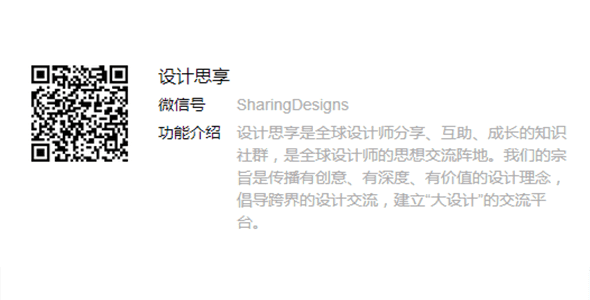 设计思享
微信号 SharingDesigns
功能介绍 设计思享是全球设计师分享、互助、成长的知识
社群，是全球设计师的思想交流阵地。我们的宗
旨是传播有创意、有深度、有价值的设计理念，
倡导跨界的设计交流，建立“大设计”的交流平
台。